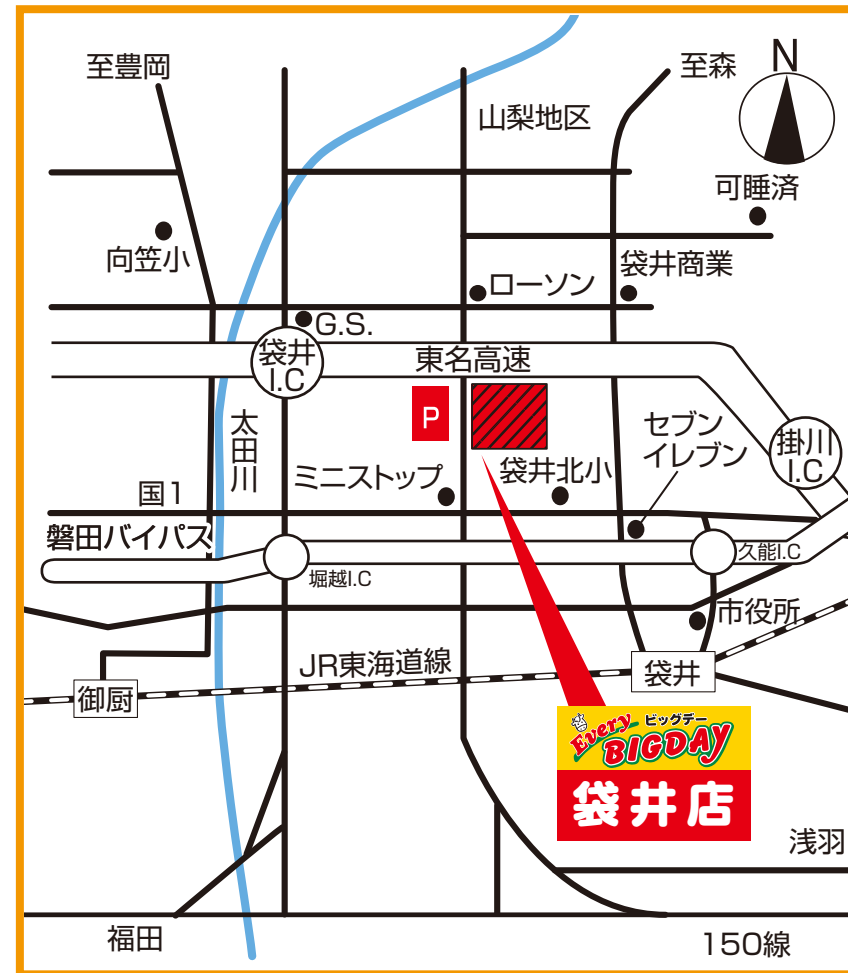 至豊岡
至森
N
山梨地区
可睡済
向笠小
ローソン
袋井商業
G.S.
袋井
I.C
東名高速
P
太田川
セブン
イレブン
掛川
I.C
ミニストップ
袋井北小
国1
磐田バイパス
堀越I.C
久能I.C
市役所
JR東海道線
袋井
御厨
Every ビッグデー
BIGDAY
袋井店
浅羽
福田
150線